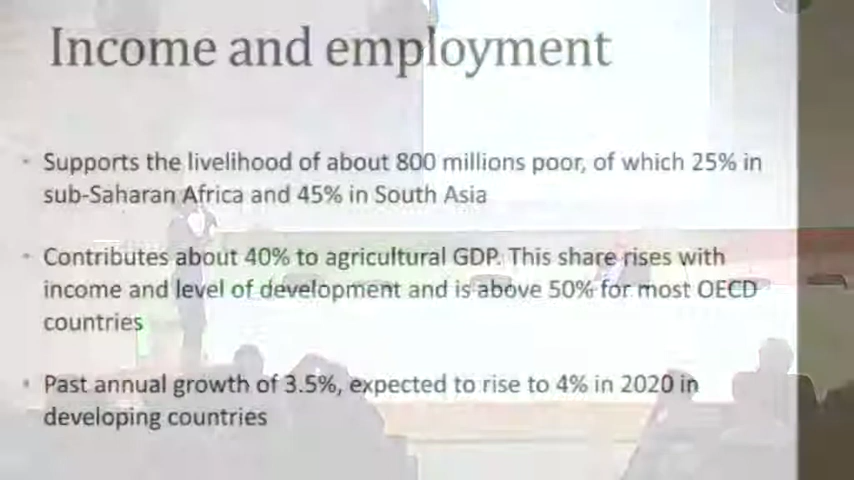 Income and employment
• Supports the livelihood of about 800 millions poor, of which 25% in
sub-Saharan Africa and 45% in South Asia
• Contributes about 40% to agricultural GDP. This share rises with
income and level of development and is above 50% for most OECD
countries
• Past annual growth of 3.5%, expected to rise to 4% in 2020 in
developing countries